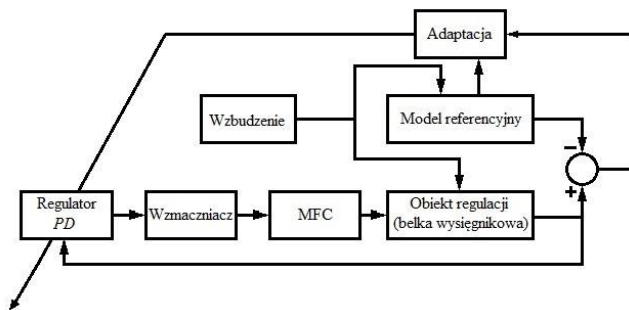 Adaptacja
Wzbudzenie
Model referencyjny
−
+
Regulator
PD
Wzmacniacz
MFC
Obiekt regulacji
(belka wysięgnikowa)